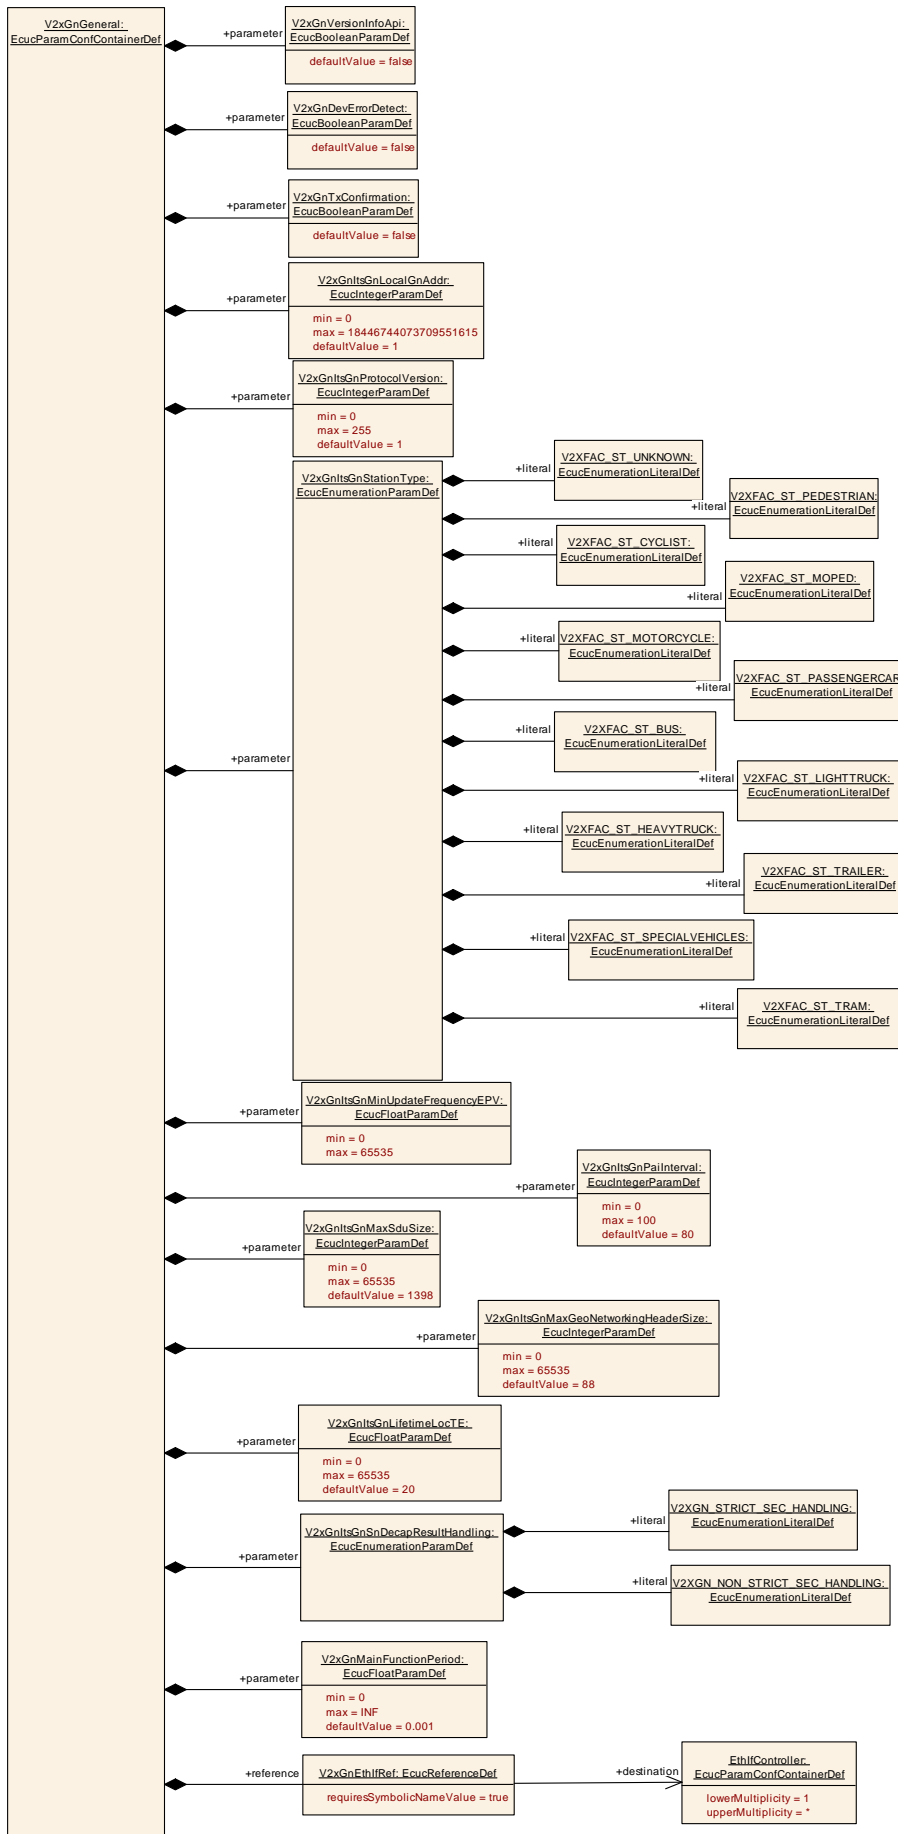 V2xGnGeneral:
EcucParamConfContainerDef
+parameter
V2xGnVersionInfoApi:
EcucBooleanParamDef
defaultValue = false
+parameter
V2xGnDevErrorDetect:
EcucBooleanParamDef
defaultValue = false
+parameter
V2xGnTxConfirmation:
EcucBooleanParamDef
defaultValue = false
+parameter
V2xGnItsGnLocalGnAddr:
EcucIntegerParamDef
min = 0
max = 18446744073709551615
defaultValue = 1
+parameter
V2xGnItsGnProtocolVersion:
EcucIntegerParamDef
min = 0
max = 255
defaultValue = 1
+parameter
V2xGnItsGnStationType:
EcucEnumerationParamDef
+literal
V2XFAC_ST_UNKNOWN:
EcucEnumerationLiteralDef
+literal
V2XFAC_ST_PEDESTRIAN:
EcucEnumerationLiteralDef
+literal
V2XFAC_ST_CYCLIST:
EcucEnumerationLiteralDef
+literal
V2XFAC_ST_MOPED:
EcucEnumerationLiteralDef
+literal
V2XFAC_ST_MOTORCYCLE:
EcucEnumerationLiteralDef
+literal
V2XFAC_ST_PASSENGERCAR
EcucEnumerationLiteralDef
+literal
V2XFAC_ST_BUS:
EcucEnumerationLiteralDef
+literal
V2XFAC_ST_LIGHTTRUCK:
EcucEnumerationLiteralDef
+literal
V2XFAC_ST_HEAVYTRUCK:
EcucEnumerationLiteralDef
+literal
V2XFAC_ST_TRAILER:
EcucEnumerationLiteralDef
+literal
V2XFAC_ST_SPECIALVEHICLES:
EcucEnumerationLiteralDef
+literal
V2XFAC_ST_TRAM:
EcucEnumerationLiteralDef
+parameter
V2xGnItsGnMinUpdateFrequencyEPV:
EcucFloatParamDef
min = 0
max = 65535
+parameter
V2xGnItsGnPaiInterval:
EcucIntegerParamDef
min = 0
max = 100
defaultValue = 80
+parameter
V2xGnItsGnMaxSduSize:
EcucIntegerParamDef
min = 0
max = 65535
defaultValue = 1398
+parameter
V2xGnItsGnMaxGeoNetworkingHeaderSize:
EcucIntegerParamDef
min = 0
max = 65535
defaultValue = 88
+parameter
V2xGnItsGnLifetimeLocTE:
EcucFloatParamDef
min = 0
max = 65535
defaultValue = 20
+parameter
V2xGnItsGnSnDecapResultHandling:
EcucEnumerationParamDef
+literal
V2XGN_STRICT_SEC_HANDLING:
EcucEnumerationLiteralDef
+literal
V2XGN_NON_STRICT_SEC_HANDLING:
EcucEnumerationLiteralDef
+parameter
V2xGnMainFunctionPeriod:
EcucFloatParamDef
min = 0
max = INF
defaultValue = 0.001
+reference
V2xGnEthIfRef: EcucReferenceDef
requiresSymbolicNameValue = true
+destination
EthIfController:
EcucParamConfContainerDef
lowerMultiplicity = 1
upperMultiplicity = *